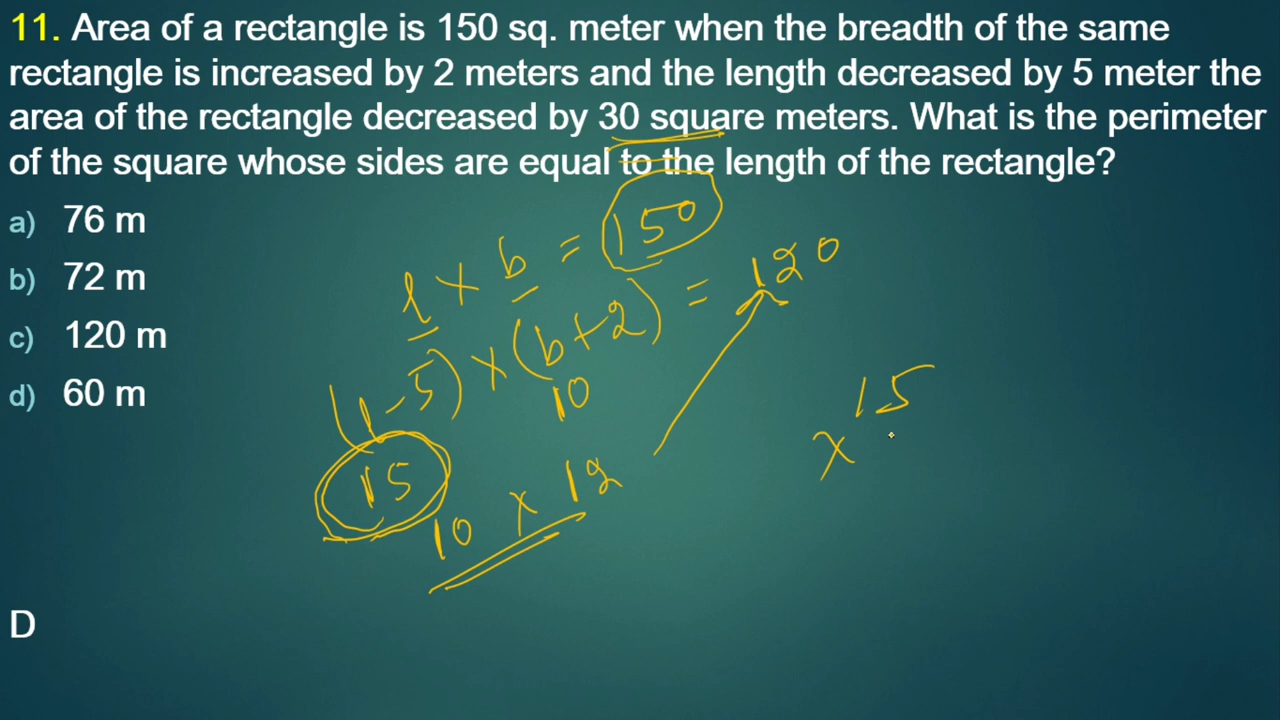 11. Area of a rectangle is 150 sq. meter when the breadth of the same
rectangle is increased by 2 meters and the length decreased by 5 meter the
area of the rectangle decreased by 30 square meters. What is the perimeter
of the square whose sides are equal to the length of the rectangle?
a) 76 m
b) 72 m
c) 120 m
d) 60 m
l × b = 150
(l - 5) × (b + 2) = 120
15 10
10 × 12
15
×
D